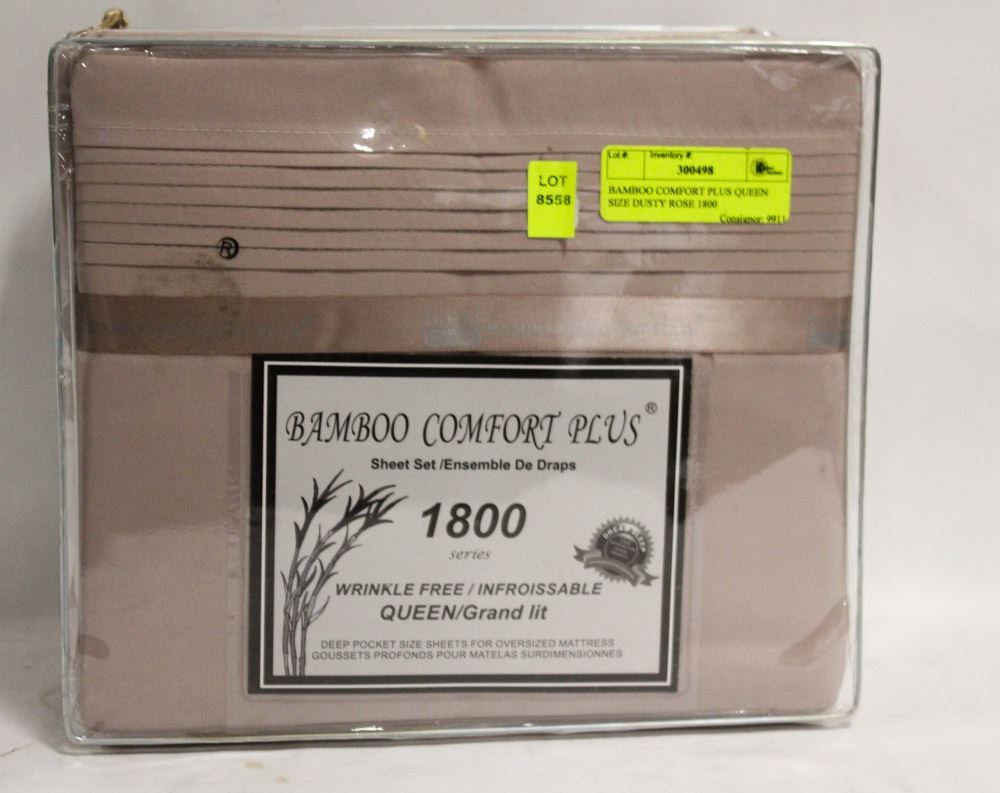 LOT
8558
Lot #: Inventory #:
300498
BAMBOO COMFORT PLUS QUEEN
SIZE DUSTY ROSE 1800
Consignor: 9911
®
BAMBOO COMFORT PLUS®
Sheet Set /Ensemble De Draps
1800
series
WRINKLE FREE / INFROISSABLE
QUEEN/Grand lit
DEEP POCKET SIZE SHEETS FOR OVERSIZED MATTRESS
GOUSSETS PROFONDS POUR MATELAS SURDIMENSIONNES